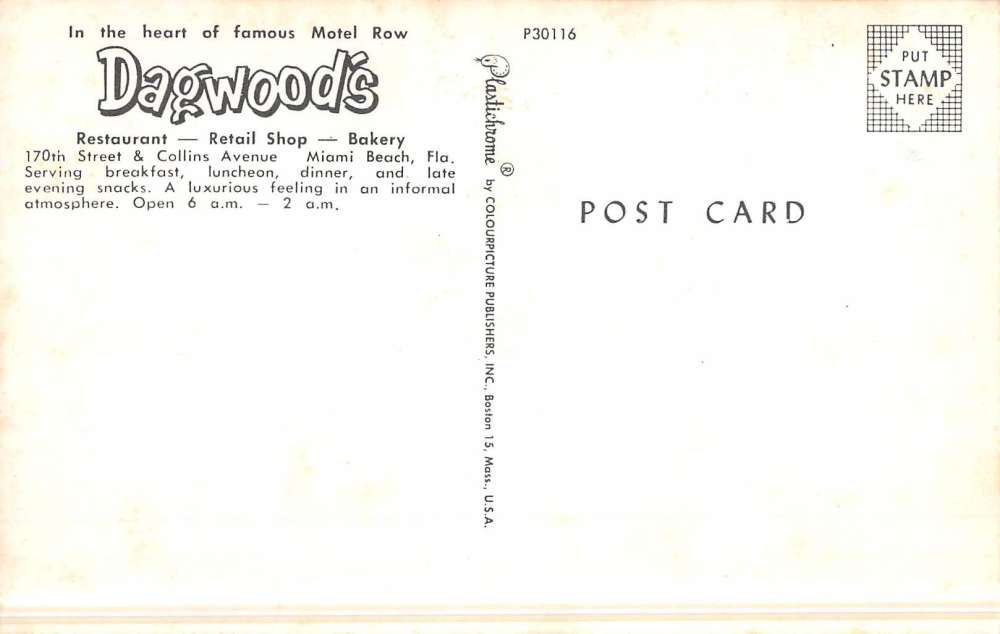 In the heart of famous Motel Row
Dagwood's
Restaurant — Retail Shop — Bakery
170th Street & Collins Avenue Miami Beach, Fla.
Serving breakfast, luncheon, dinner, and late
evening snacks. A luxurious feeling in an informal
atmosphere. Open 6 a.m. — 2 a.m.
Plastichrome ® by COLOURPICTURE PUBLISHERS, INC., Boston 15, Mass., U.S.A.
P30116
PUT
STAMP
HERE
POST CARD